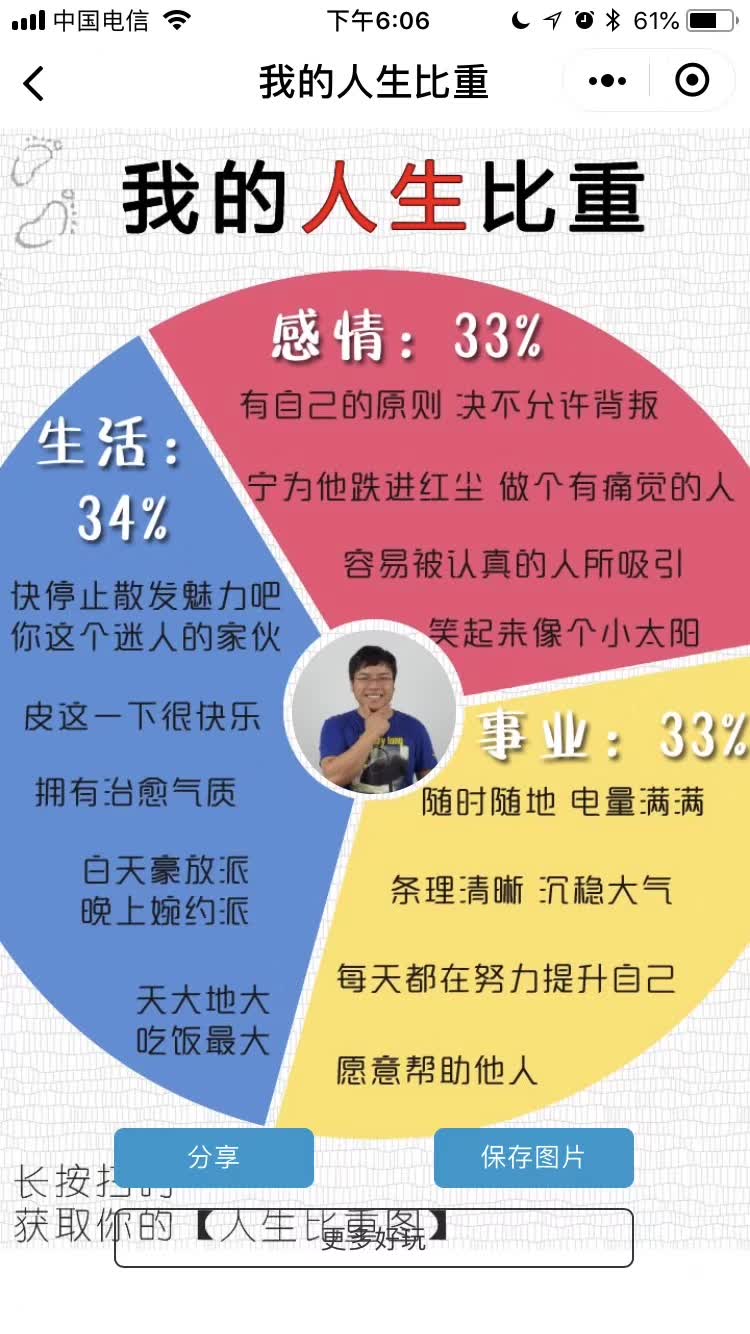 中国电信
下午6:06
61%
我的人生比重
我的人生比重
感情：33%
有自己的原则 决不允许背叛
宁为他跌进红尘 做个有痛觉的人
容易被认真的人所吸引
笑起来像个小太阳
生活：
34%
快停止散发魅力吧
你这个迷人的家伙
皮这一下很快乐
拥有治愈气质
白天豪放派
晚上婉约派
天大地大
吃饭最大
事业：33%
随时随地 电量满满
条理清晰 沉稳大气
每天都在努力提升自己
愿意帮助他人
分享
保存图片
长按扫
获取你的【人生比重图】
更多好玩